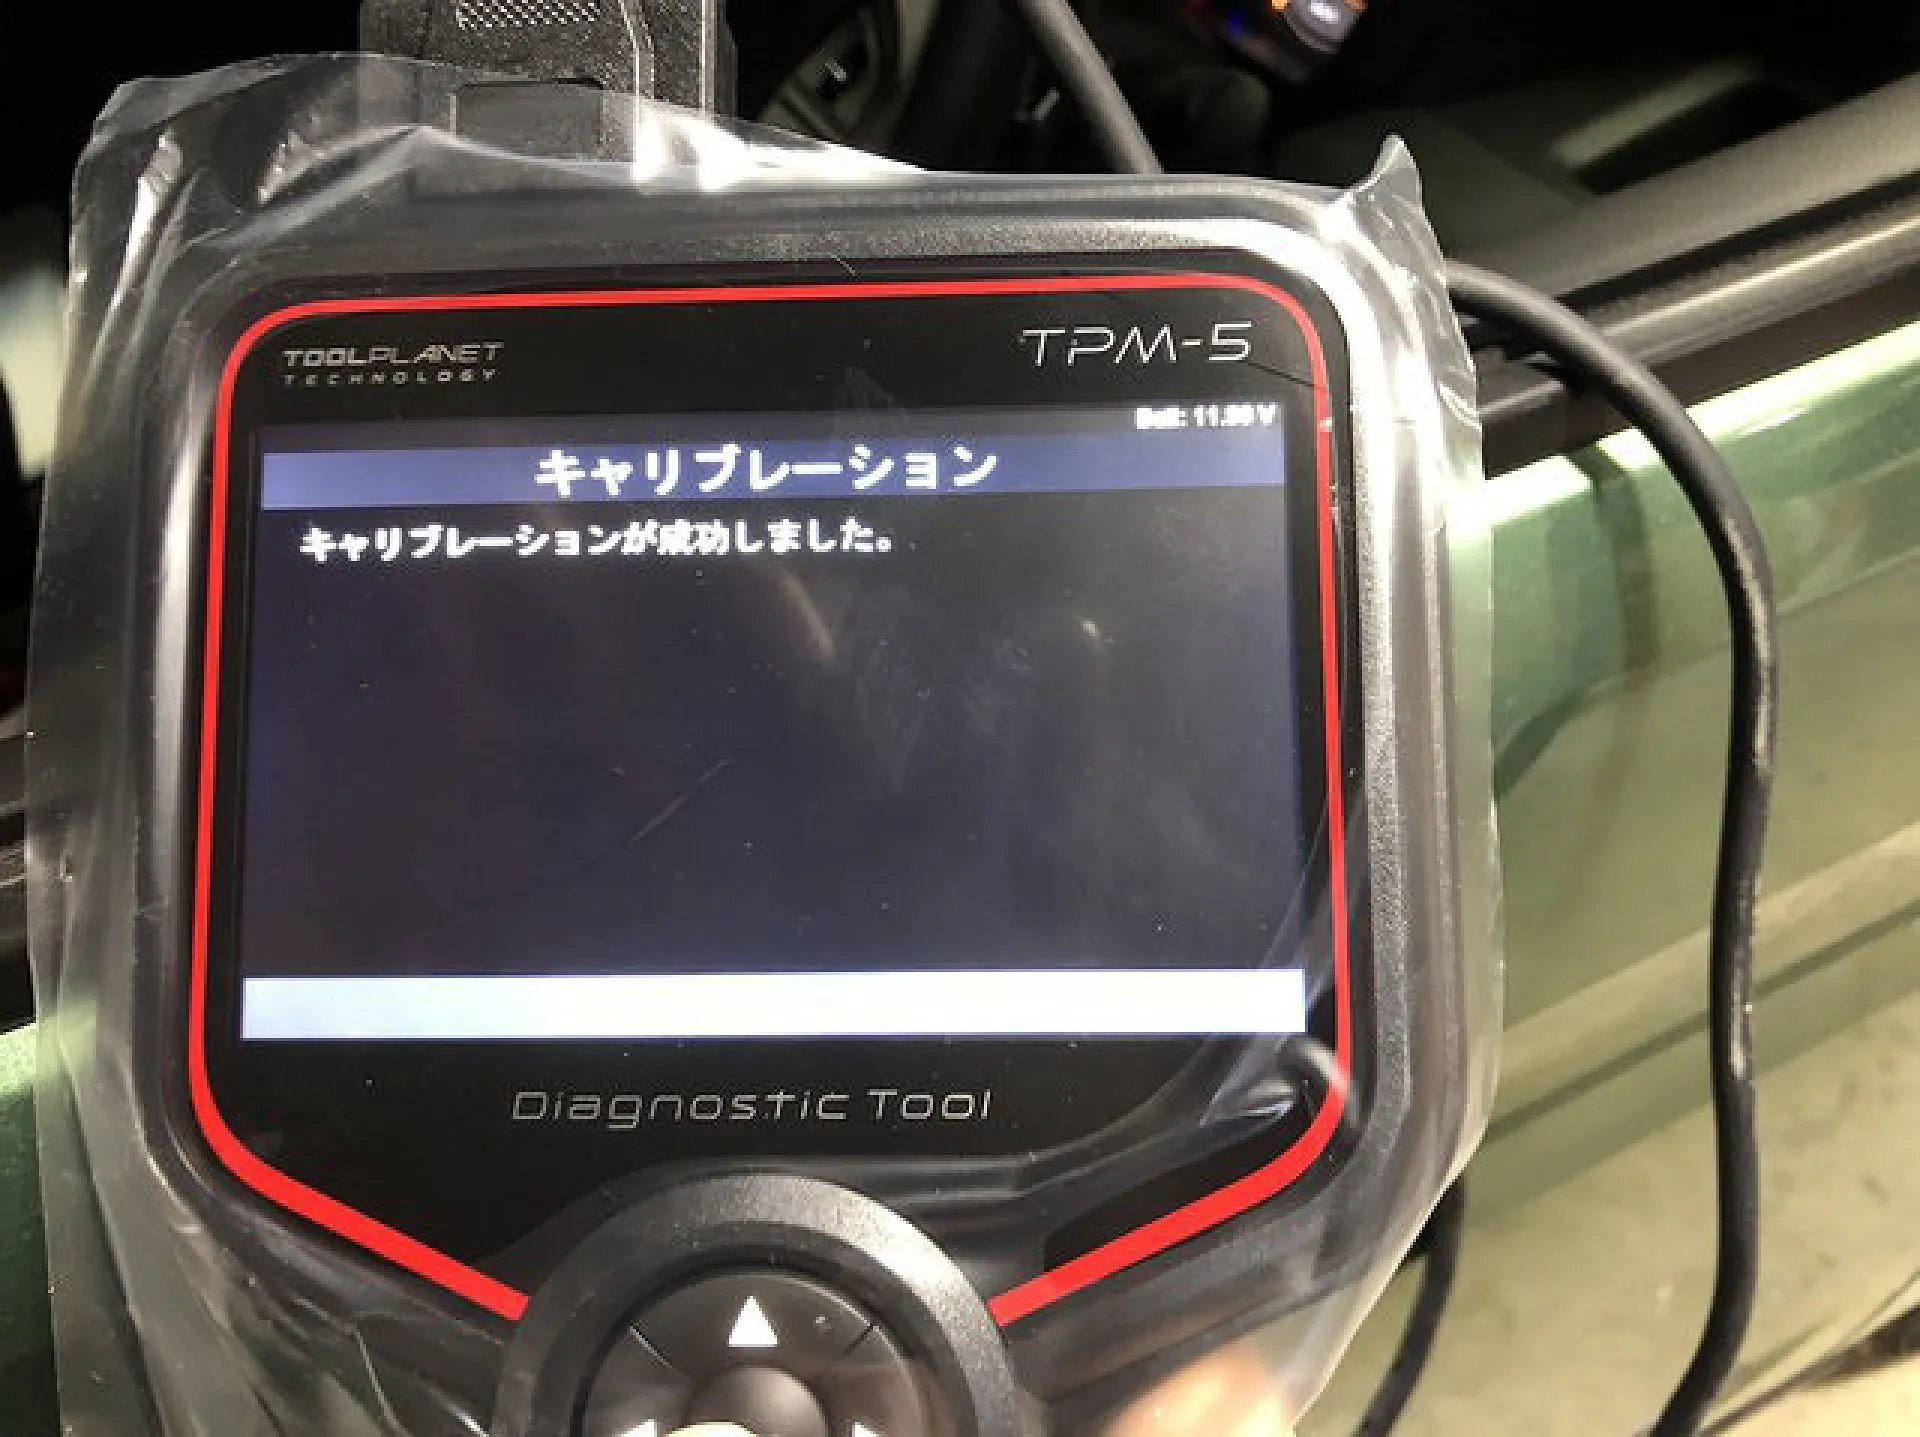 TOOLPLANET
TECHNOLOGY
TPM-5
キャリブレーション
キャリブレーションが成功しました。
Diagnostic Tool